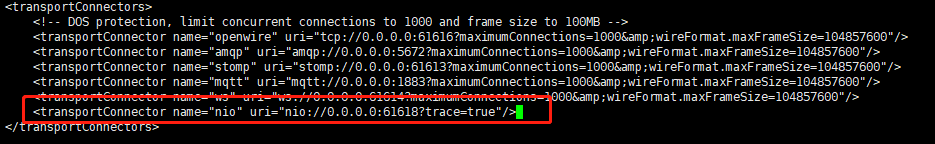 <transportConnectors>
<!-- DOS protection, limit concurrent connections to 1000 and frame size to 100MB -->
<transportConnector name="openwire" uri="tcp://0.0.0.0:61616?maximumConnections=1000&amp;wireFormat.maxFrameSize=104857600"/>
<transportConnector name="amqp" uri="amqp://0.0.0.0:5672?maximumConnections=1000&amp;wireFormat.maxFrameSize=104857600"/>
<transportConnector name="stomp" uri="stomp://0.0.0.0:61613?maximumConnections=1000&amp;wireFormat.maxFrameSize=104857600"/>
<transportConnector name="mqtt" uri="mqtt://0.0.0.0:1883?maximumConnections=1000&amp;wireFormat.maxFrameSize=104857600"/>
<transportConnector name="ws" uri="ws://0.0.0.0:61614?maximumConnections=1000&amp;wireFormat.maxFrameSize=104857600"/>
<transportConnector name="nio" uri="nio://0.0.0.0:61618?trace=true"/>
</transportConnectors>